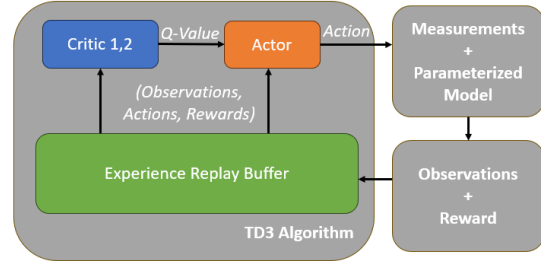 Critic 1,2
Q-Value
Actor
Action
Measurements
+
Parameterized
Model
(Observations,
Actions, Rewards)
Experience Replay Buffer
Observations
+
Reward
TD3 Algorithm